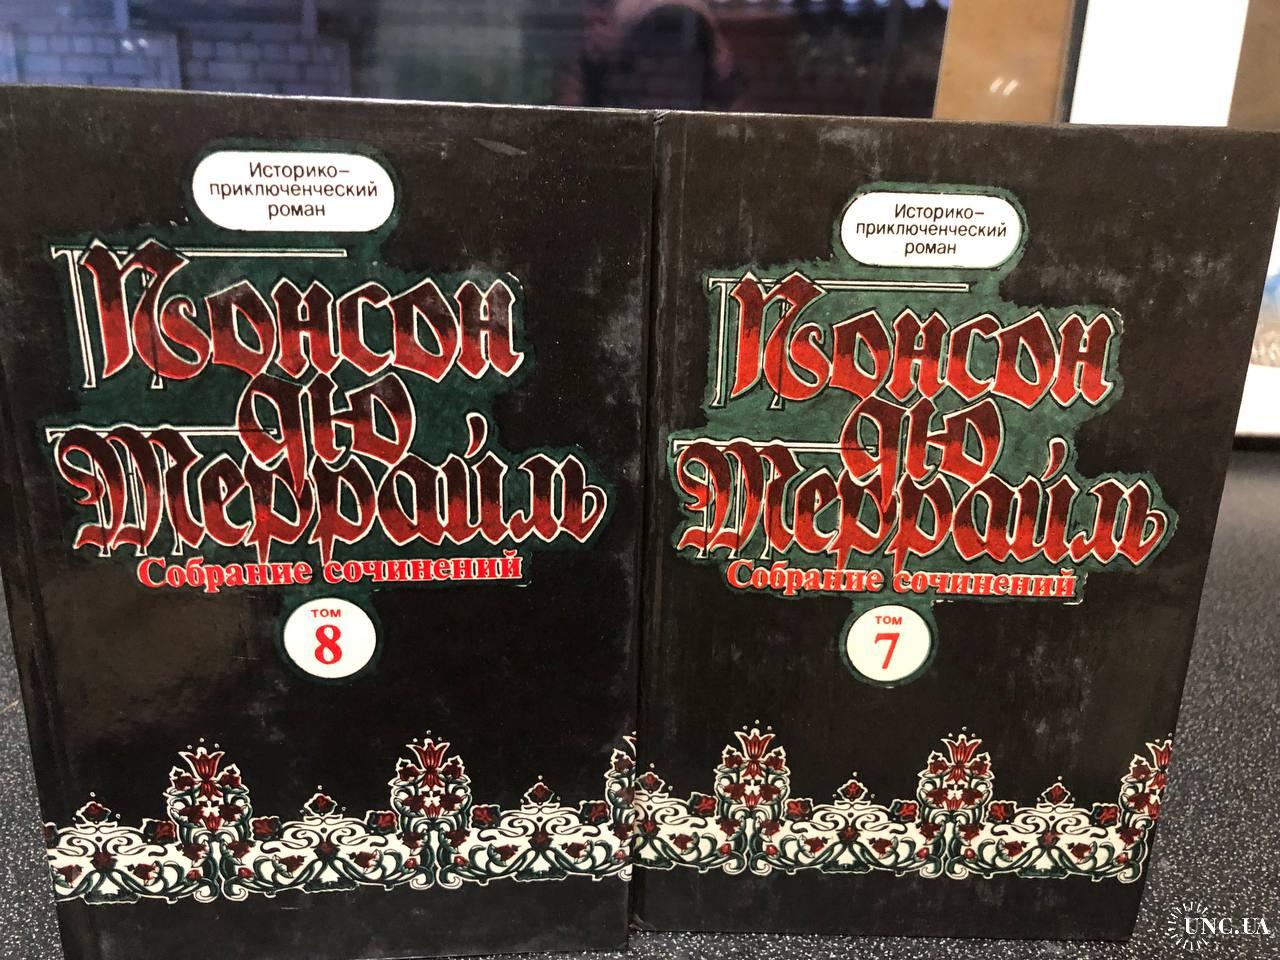 Историко-
приключенческий
роман
Понсон
дю
Террайль
Собрание сочинений
том
8
Историко-
приключенческий
роман
Понсон
дю
Террайль
Собрание сочинений
том
7
UNC.UA